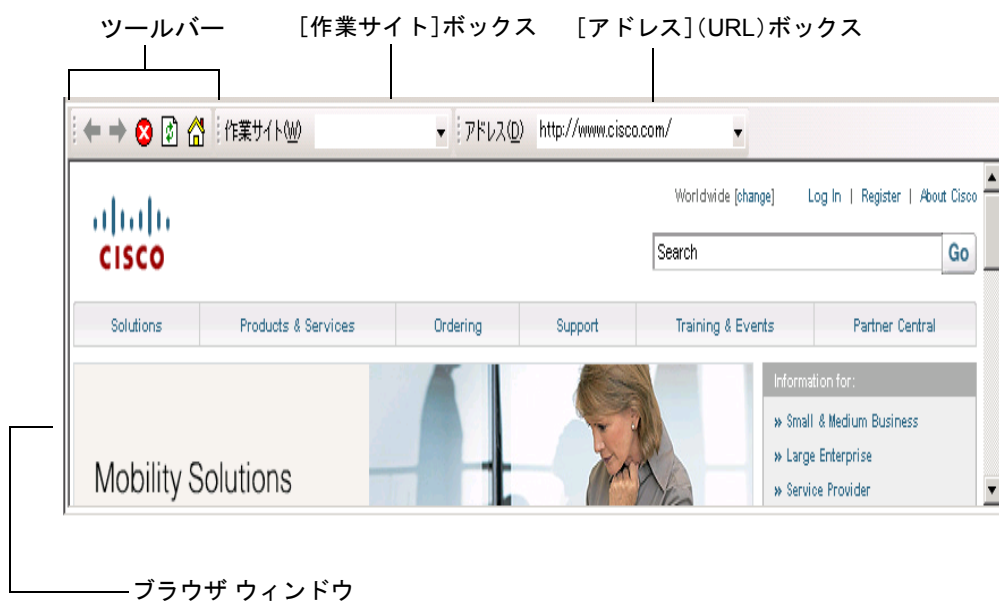 ツールバー
[作業サイト]ボックス
[アドレス](URL)ボックス
作業サイト(W)
アドレス(D) http://www.cisco.com/
Worldwide [change] Log In | Register | About Cisco
CISCO
Search Go
Solutions Products & Services Ordering Support Training & Events Partner Central
Information for:
» Small & Medium Business
» Large Enterprise
» Service Provider
Mobility Solutions
ブラウザ ウィンドウ